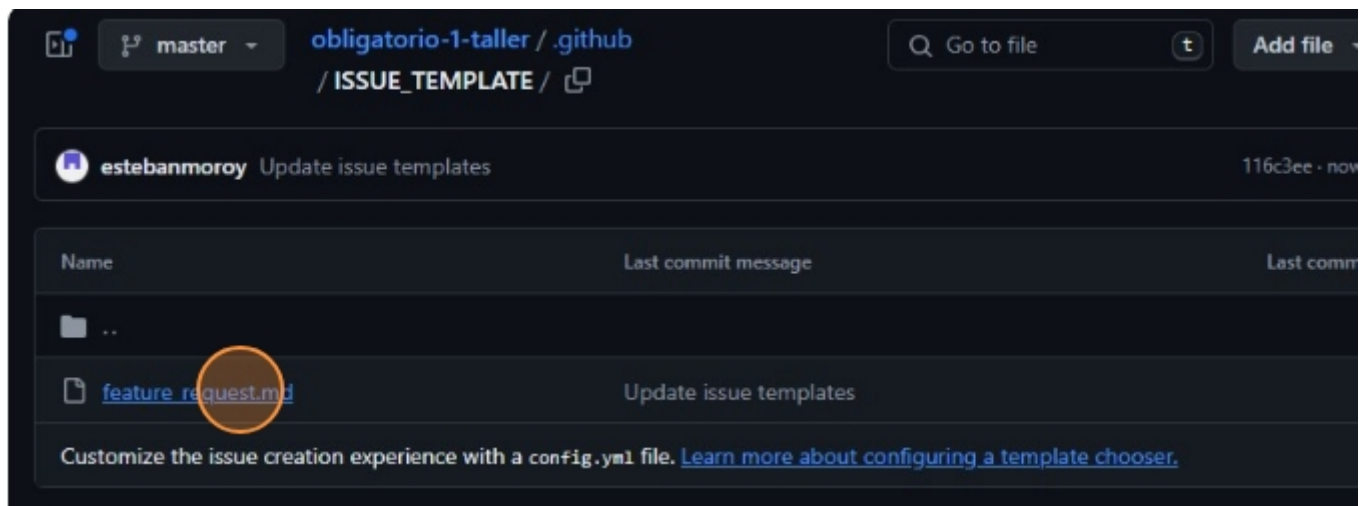 master
obligatorio-1-taller / .github
/ ISSUE_TEMPLATE /
Go to file
t
Add file
estebanmoroy Update issue templates
116c3ee · now
Name
Last commit message
Last comm
..
feature_request.md
Update issue templates
Customize the issue creation experience with a config.yml file. Learn more about configuring a template chooser.